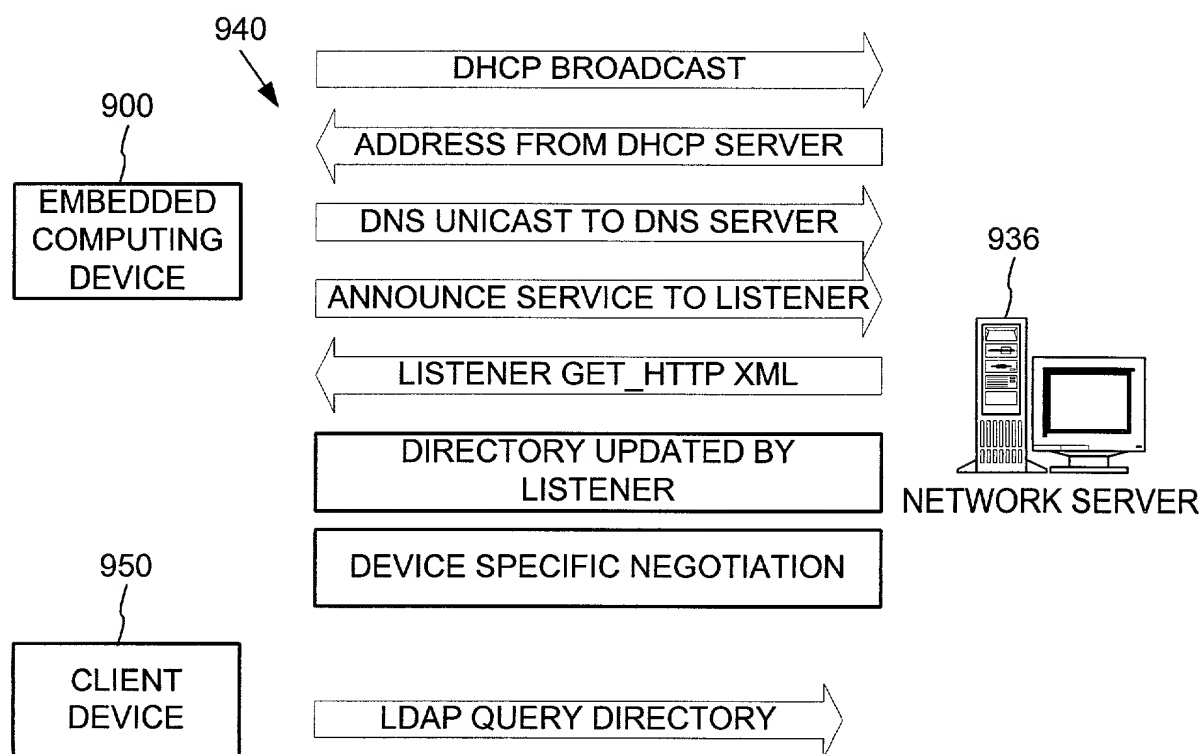 940
DHCP BROADCAST
900
ADDRESS FROM DHCP SERVER
EMBEDDED
COMPUTING
DEVICE
DNS UNICAST TO DNS SERVER
936
ANNOUNCE SERVICE TO LISTENER
LISTENER GET_HTTP XML
DIRECTORY UPDATED BY
LISTENER
NETWORK SERVER
DEVICE SPECIFIC NEGOTIATION
950
CLIENT
DEVICE
LDAP QUERY DIRECTORY